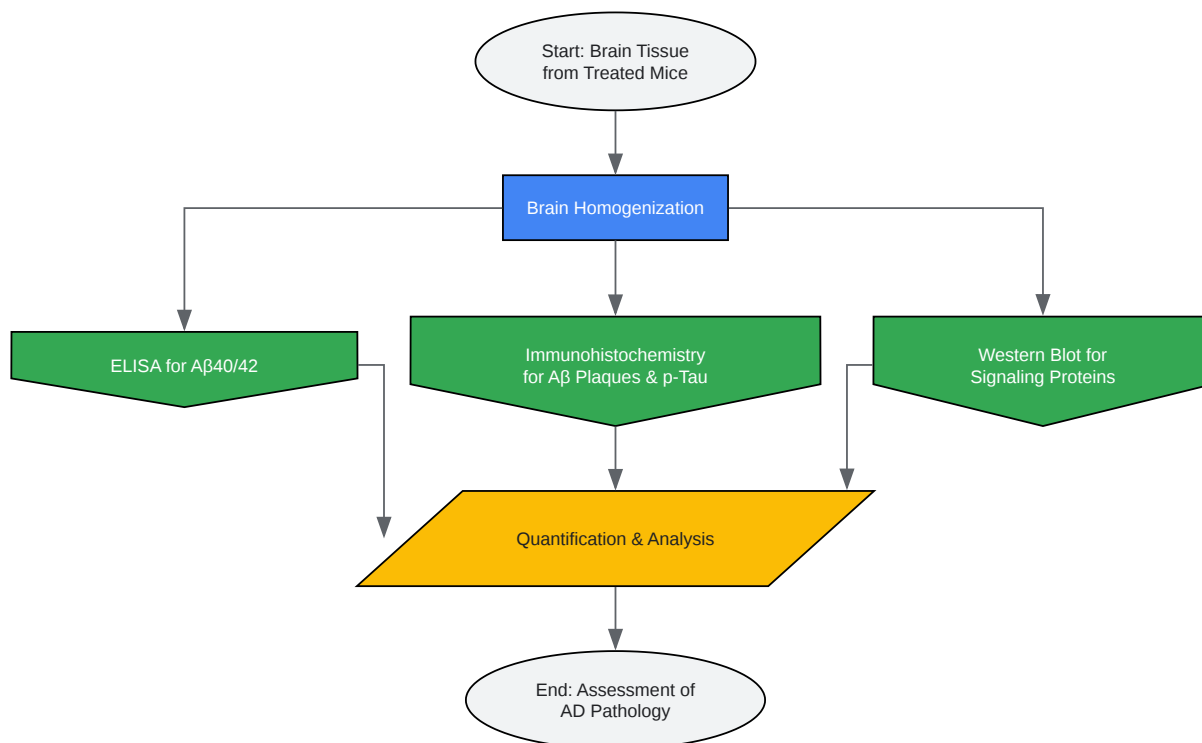 Start: Brain Tissue
from Treated Mice
Brain Homogenization
ELISA for Aβ40/42
Immunohistochemistry
for Aβ Plaques & p-Tau
Western Blot for
Signaling Proteins
Quantification & Analysis
End: Assessment of
AD Pathology